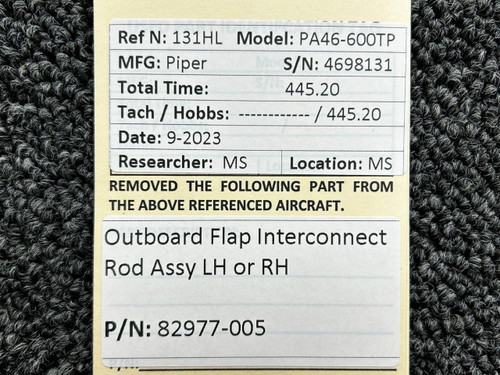 Ref N: 131HL Model: PA46-600TP
MFG: Piper S/N: 4698131
Total Time: 445.20
Tach / Hobbs: ------------ / 445.20
Date: 9-2023
Researcher: MS Location: MS
REMOVED THE FOLLOWING PART FROM
THE ABOVE REFERENCED AIRCRAFT.
Outboard Flap Interconnect
Rod Assy LH or RH
P/N: 82977-005